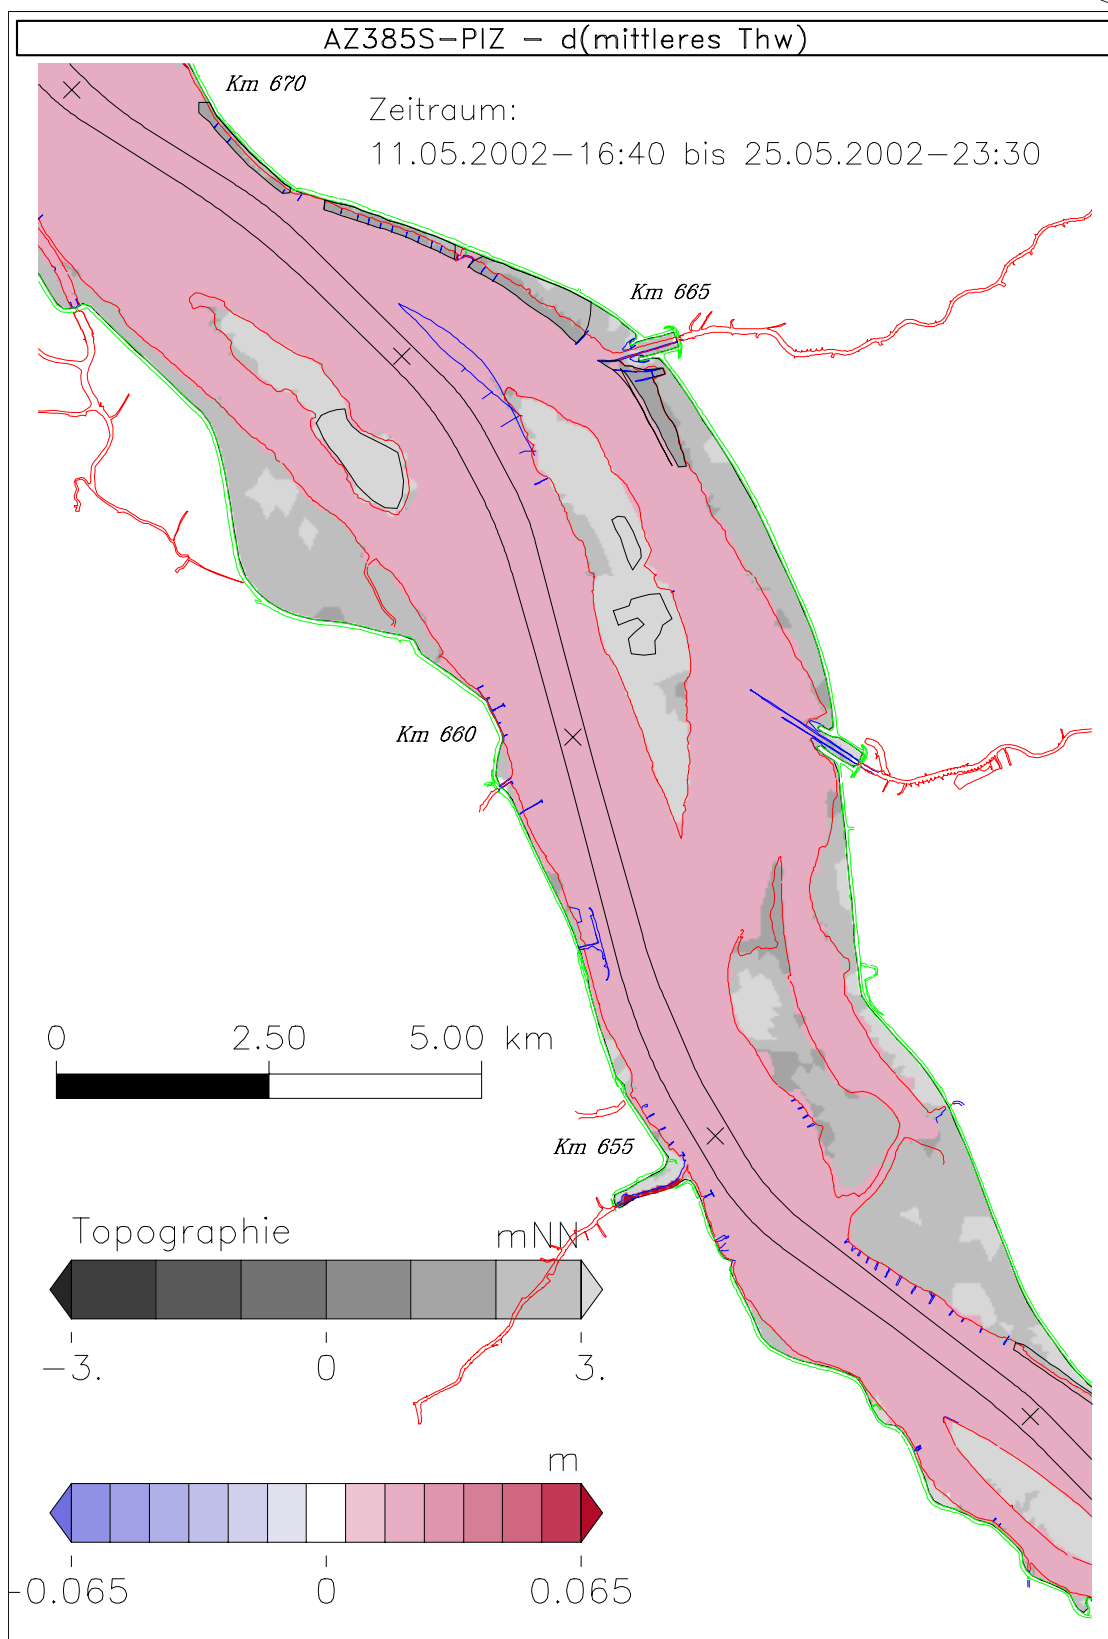 AZ385S-PIZ - d(mittleres Thw)
Km 670
Zeitraum:
11.05.2002-16:40 bis 25.05.2002-23:30
Km 665
Km 660
0 2.50 5.00 km
Km 655
Topographie mNN
-3. 0 3.
m
-0.065 0 0.065